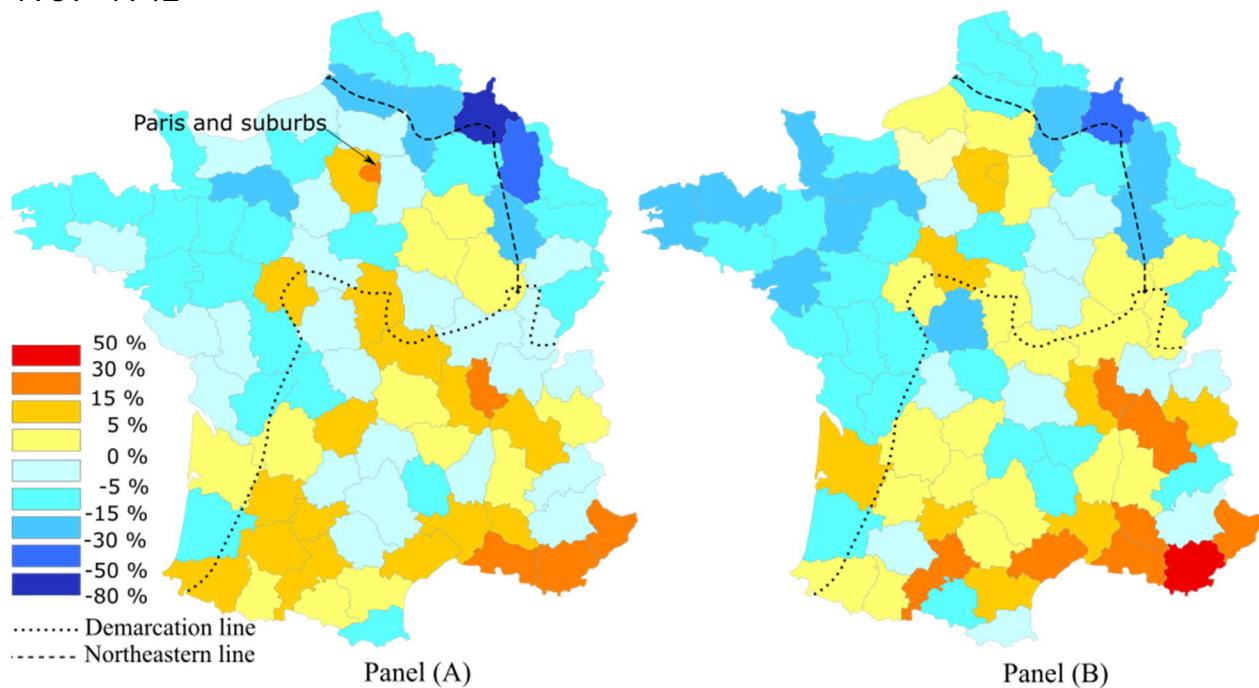 Paris and suburbs
50 %
30 %
15 %
5 %
0 %
-5 %
-15 %
-30 %
-50 %
-80 %
Demarcation line
Northeastern line
Panel (A)
Panel (B)